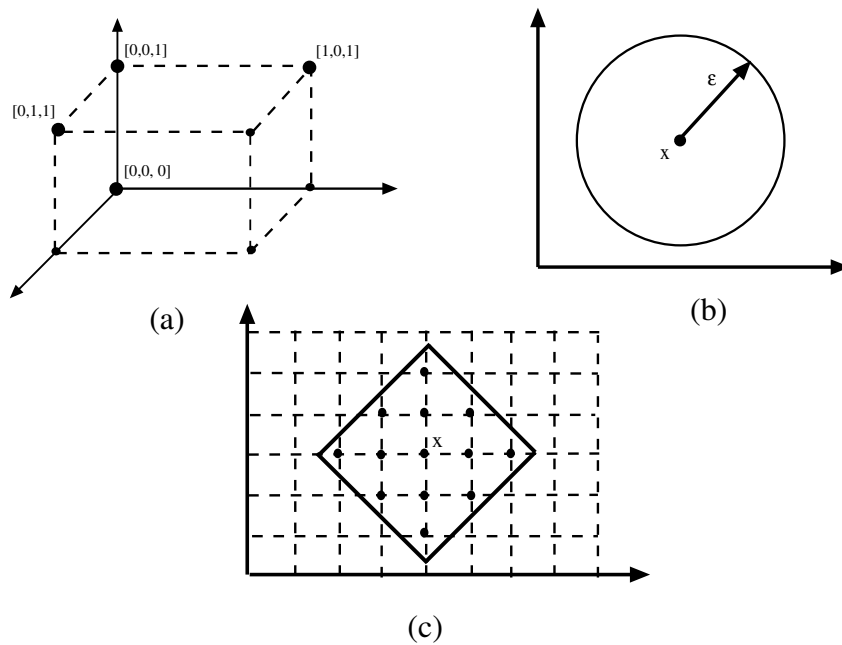 [0,0,1]
[1,0,1]
[0,1,1]
[0,0, 0]
(a)
ε
x
(b)
x
(c)